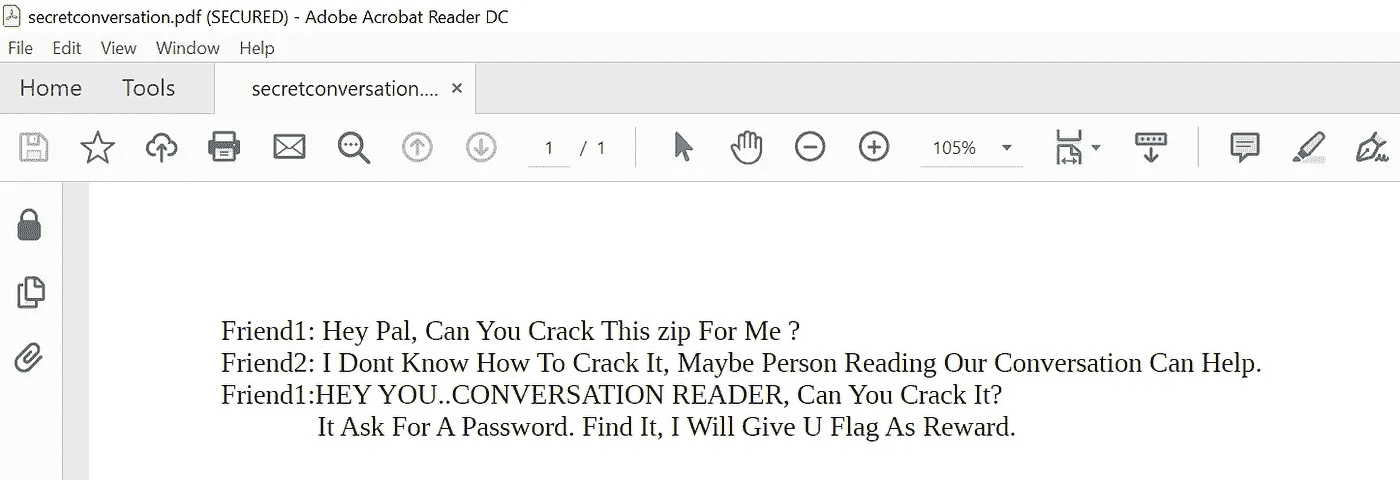 secretconversation.pdf (SECURED) - Adobe Acrobat Reader DC
File Edit View Window Help
Home Tools secretconversation.... ×
1 / 1 105%
Friend1: Hey Pal, Can You Crack This zip For Me ?
Friend2: I Dont Know How To Crack It, Maybe Person Reading Our Conversation Can Help.
Friend1:HEY YOU..CONVERSATION READER, Can You Crack It?
It Ask For A Password. Find It, I Will Give U Flag As Reward.